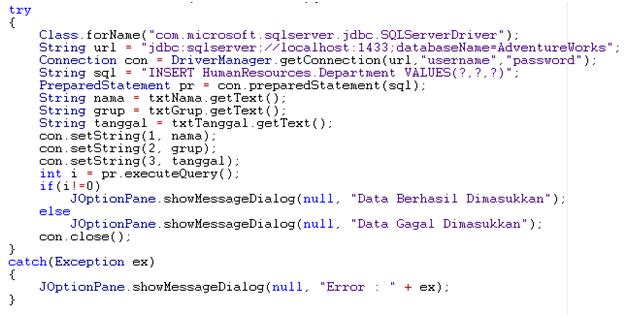 try
{
Class.forName("com.microsoft.sqlserver.jdbc.SQLServerDriver");
String url = "jdbc:sqlserver://localhost:1433;databaseName=AdventureWorks";
Connection con = DriverManager.getConnection(url,"username","password");
String sql = "INSERT HumanResources.Department VALUES(?,?,?)";
PreparedStatement pr = con.preparedStatement(sql);
String nama = txtNama.getText();
String grup = txtGrup.getText();
String tanggal = txtTanggal.getText();
con.setString(1, nama);
con.setString(2, grup);
con.setString(3, tanggal);
int i = pr.executeQuery();
if(i!=0)
JOptionPane.showMessageDialog(null, "Data Berhasil Dimasukkan");
else
JOptionPane.showMessageDialog(null, "Data Gagal Dimasukkan");
con.close();
}
catch(Exception ex)
{
JOptionPane.showMessageDialog(null, "Error : " + ex);
}